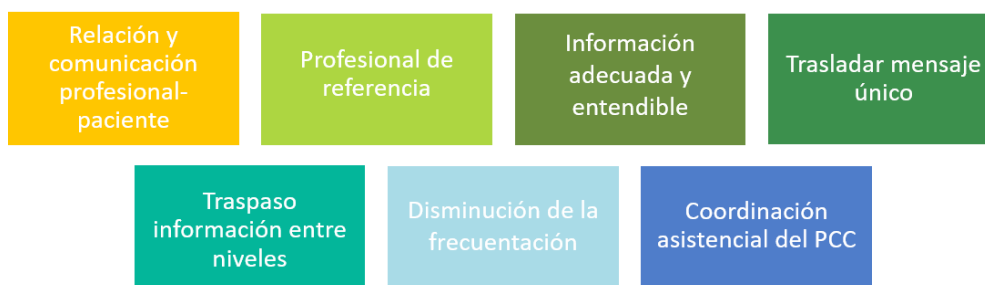 Relación y
comunicación
profesional-
paciente
Profesional de
referencia
Información
adecuada y
entendible
Trasladar mensaje
único
Traspaso
información entre
niveles
Disminución de la
frecuentación
Coordinación
asistencial del PCC